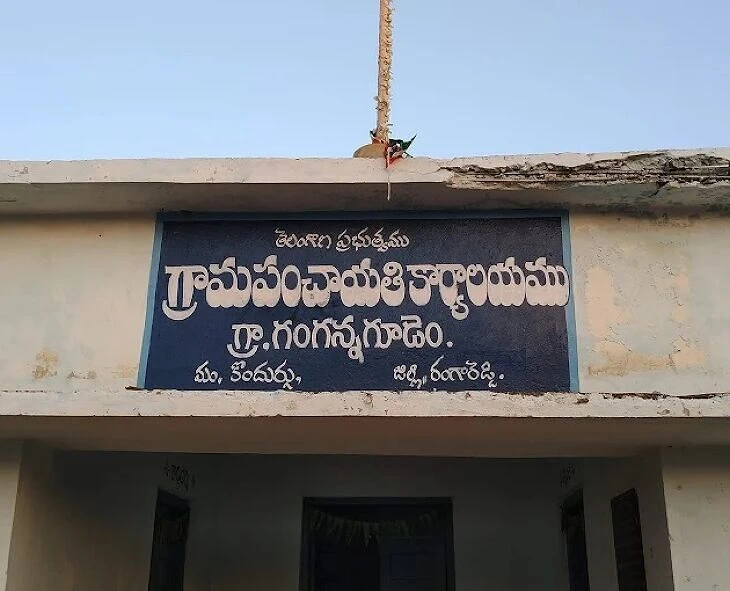 తెలంగాణ ప్రభుత్వము
గ్రామపంచాయతి కార్యాలయము
గ్రా. గంగన్నగూడెం.
మం, కొందుర్గు, జిల్లి, రంగారెడ్డి.